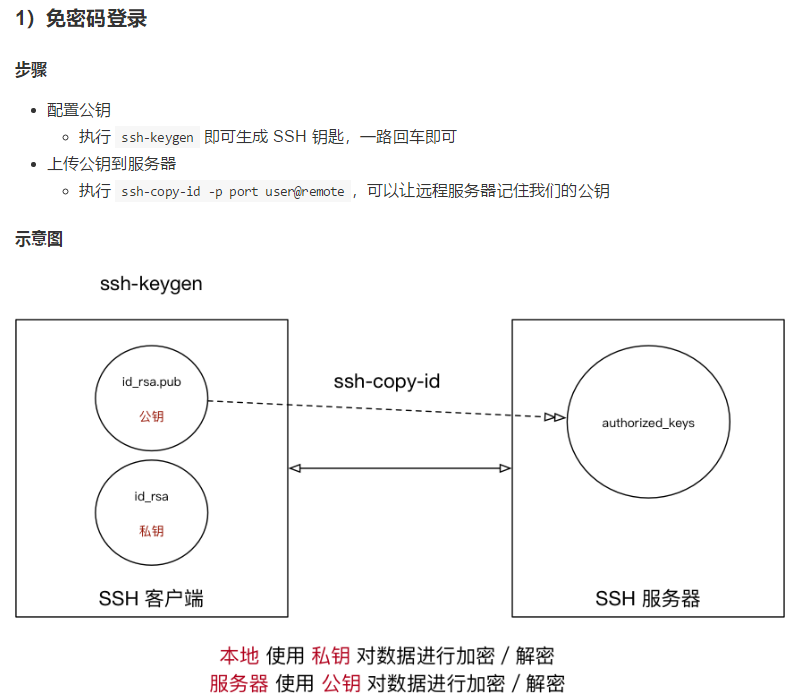 1）免密码登录
步骤
配置公钥
执行 ssh-keygen 即可生成 SSH 钥匙，一路回车即可
上传公钥到服务器
执行 ssh-copy-id -p port user@remote ，可以让远程服务器记住我们的公钥
示意图
ssh-keygen
id_rsa.pub
公钥
ssh-copy-id
authorized_keys
id_rsa
私钥
SSH 客户端
SSH 服务器
本地 使用 私钥 对数据进行加密 / 解密
服务器 使用 公钥 对数据进行加密 / 解密